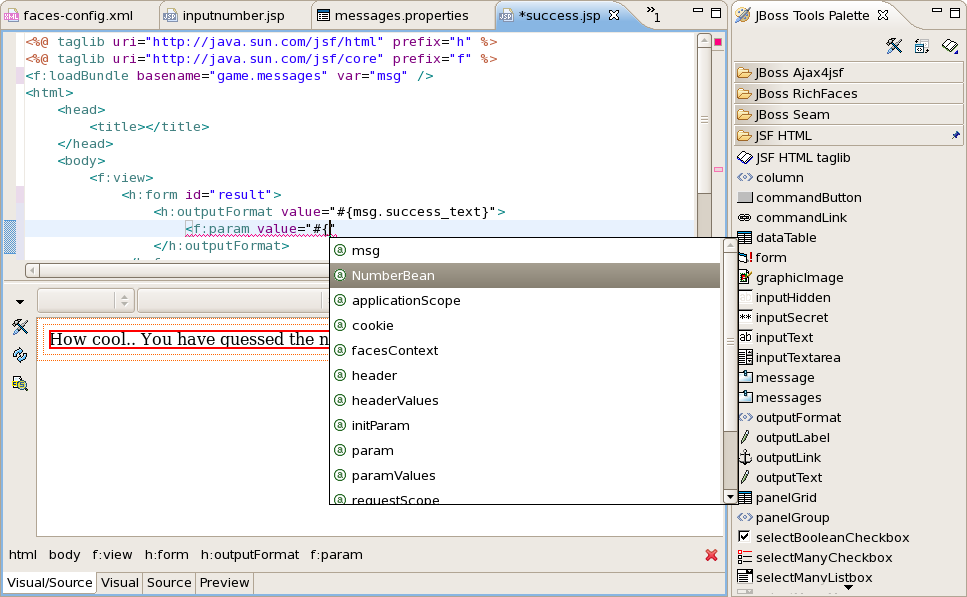 faces-config.xml
inputnumber.jsp
messages.properties
*success.jsp
»1
JBoss Tools Palette
<%@ taglib uri="http://java.sun.com/jsf/html" prefix="h" %>
<%@ taglib uri="http://java.sun.com/jsf/core" prefix="f" %>
<f:loadBundle basename="game.messages" var="msg" />
<html>
<head>
<title></title>
</head>
<body>
<f:view>
<h:form id="result">
<h:outputFormat value="#{msg.success_text}">
<f:param value="#{"
</h:outputFormat>
msg
NumberBean
applicationScope
cookie
facesContext
header
headerValues
initParam
param
paramValues
requestScope
How cool.. You have guessed the n
html body f:view h:form h:outputFormat f:param
Visual/Source Visual Source Preview
JBoss Ajax4jsf
JBoss RichFaces
JBoss Seam
JSF HTML
JSF HTML taglib
column
commandButton
commandLink
dataTable
form
graphicImage
inputHidden
inputSecret
inputText
inputTextarea
message
messages
outputFormat
outputLabel
outputLink
outputText
panelGrid
panelGroup
selectBooleanCheckbox
selectManyCheckbox
selectManyListbox